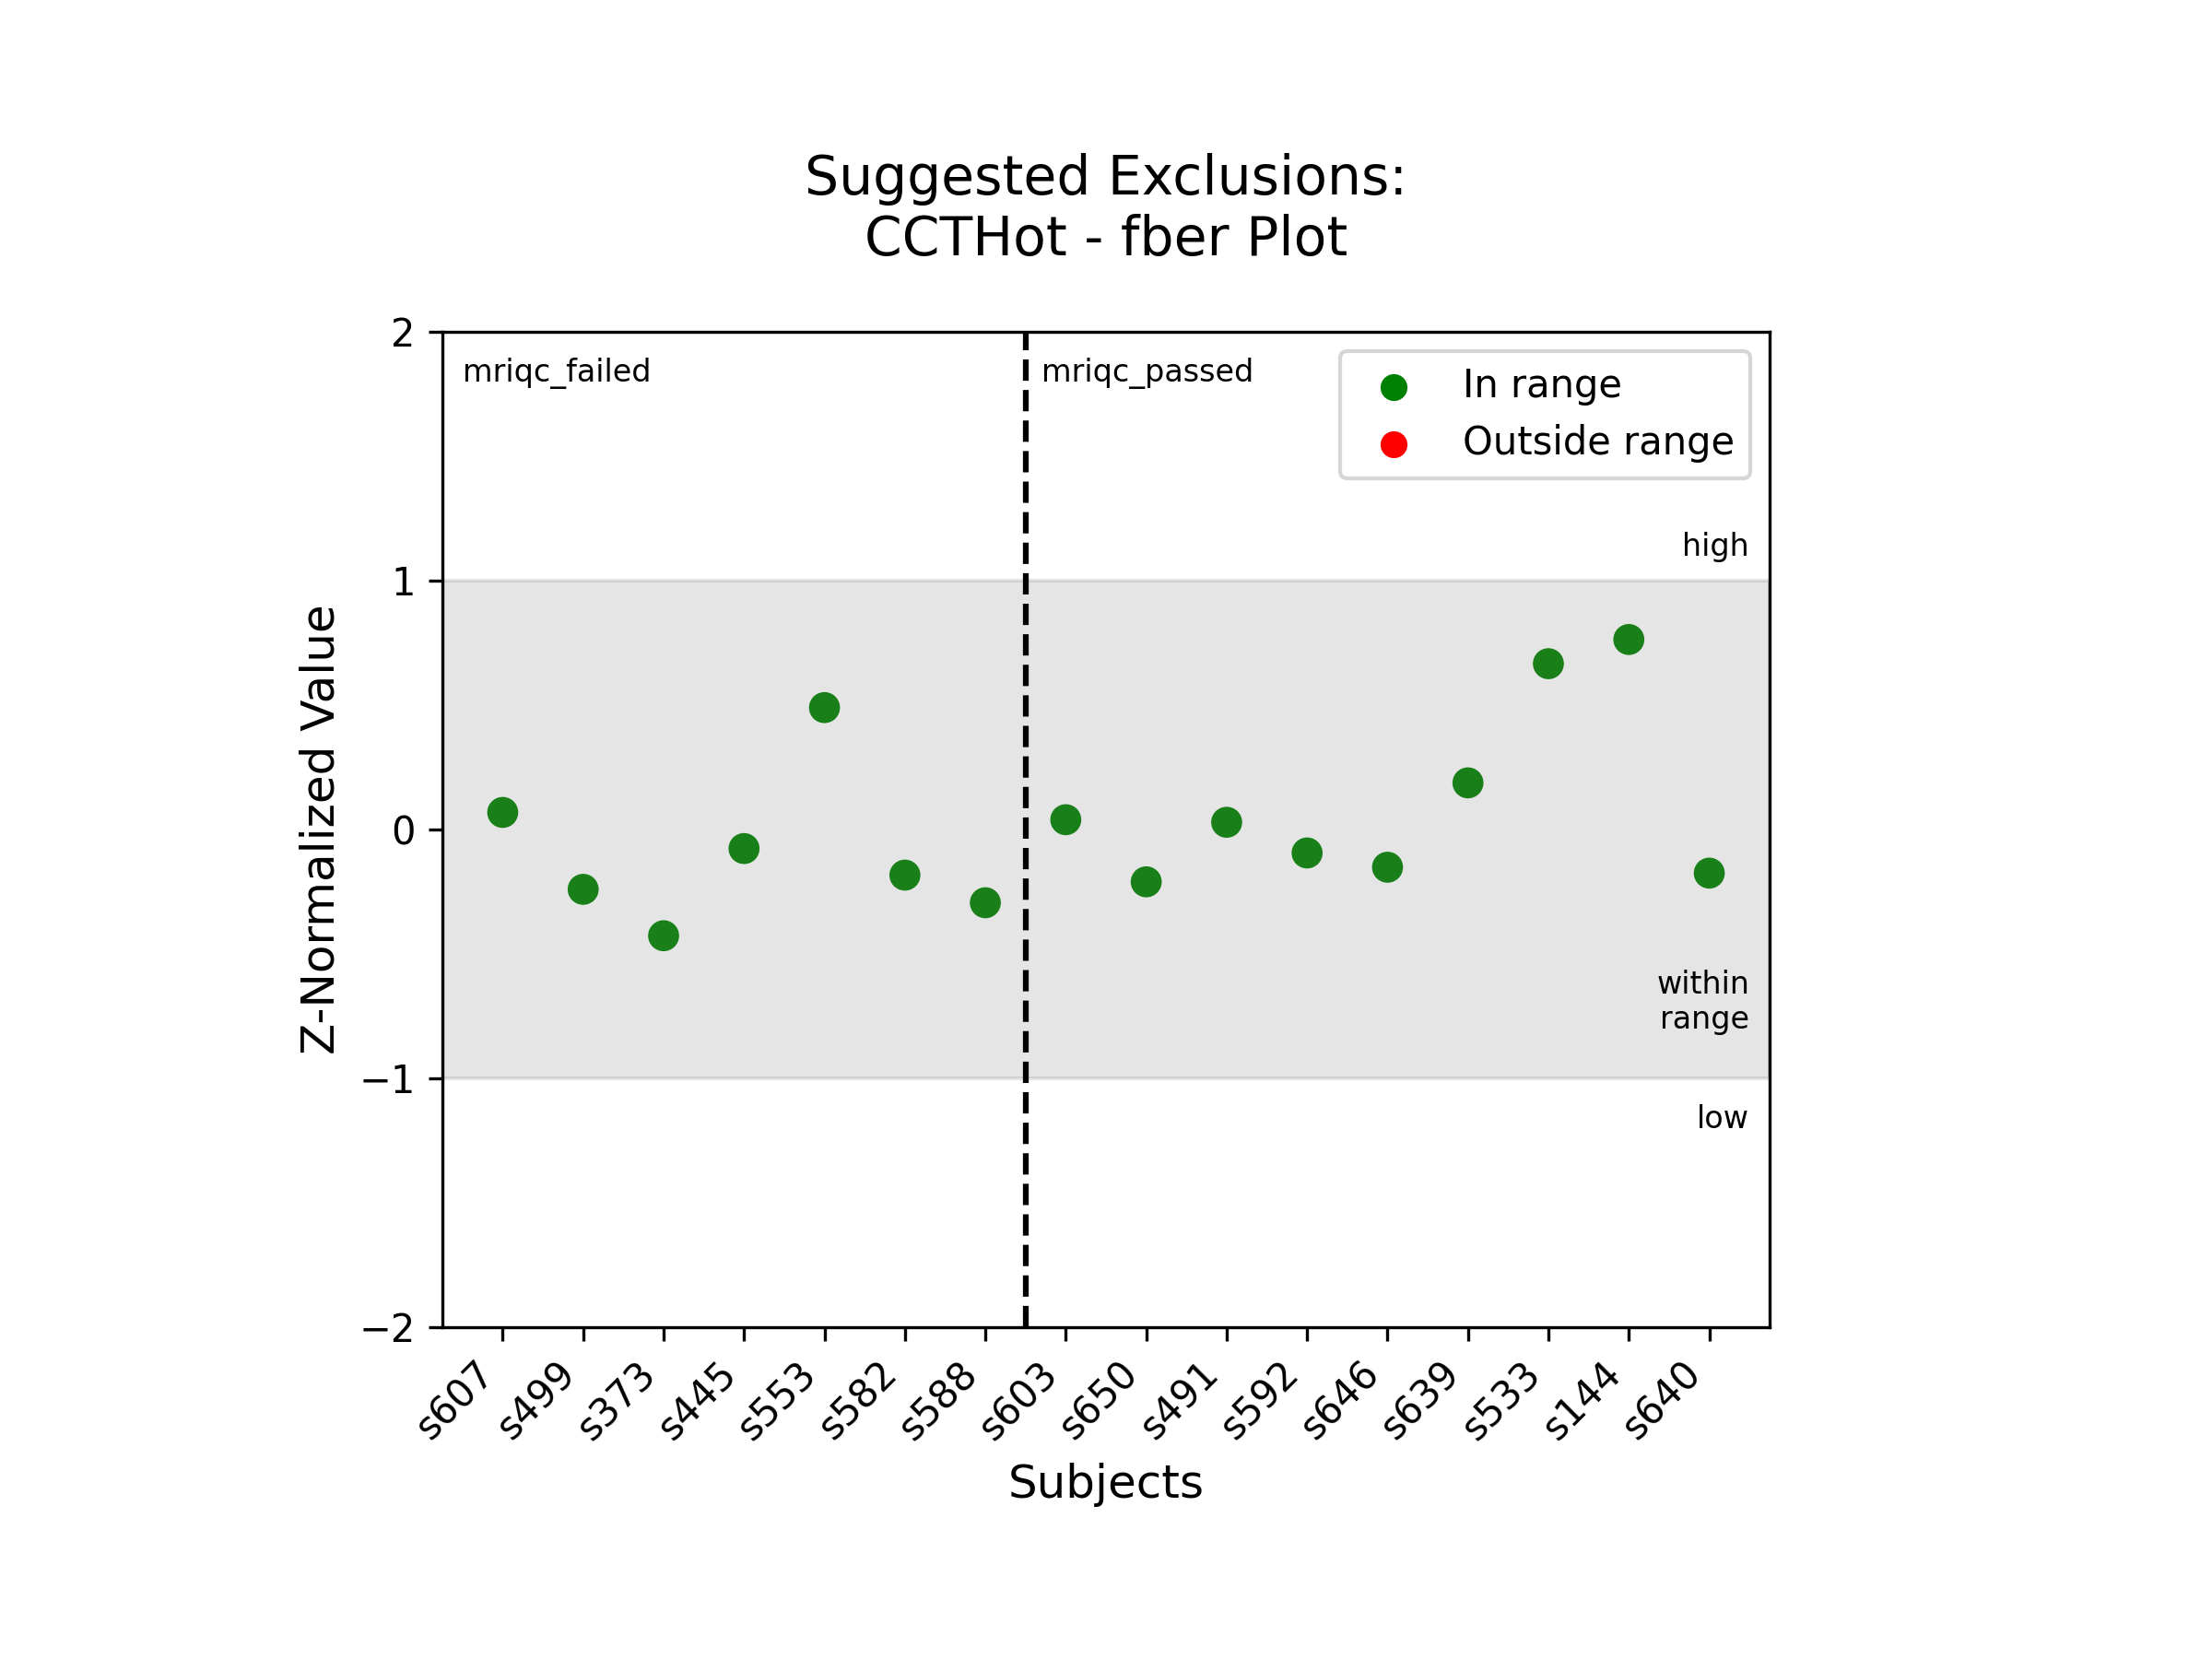 Suggested Exclusions:
CCTHot - fber Plot
2
1
0
−1
−2
Z-Normalized Value
mriqc_failed
mriqc_passed
In range
Outside range
high
within
range
low
s607
s499
s373
s445
s553
s582
s588
s603
s650
s491
s592
s646
s639
s533
s144
s640
Subjects